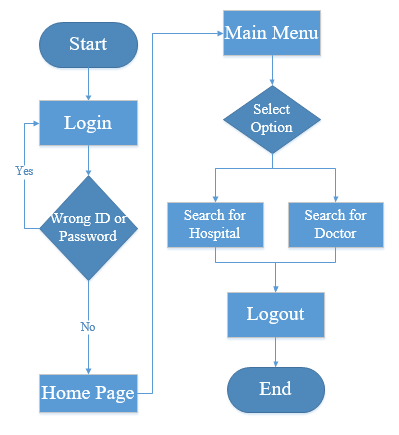 Start
Login
Yes
Wrong ID or
Password
No
Home Page
Main Menu
Select
Option
Search for
Hospital
Search for
Doctor
Logout
End